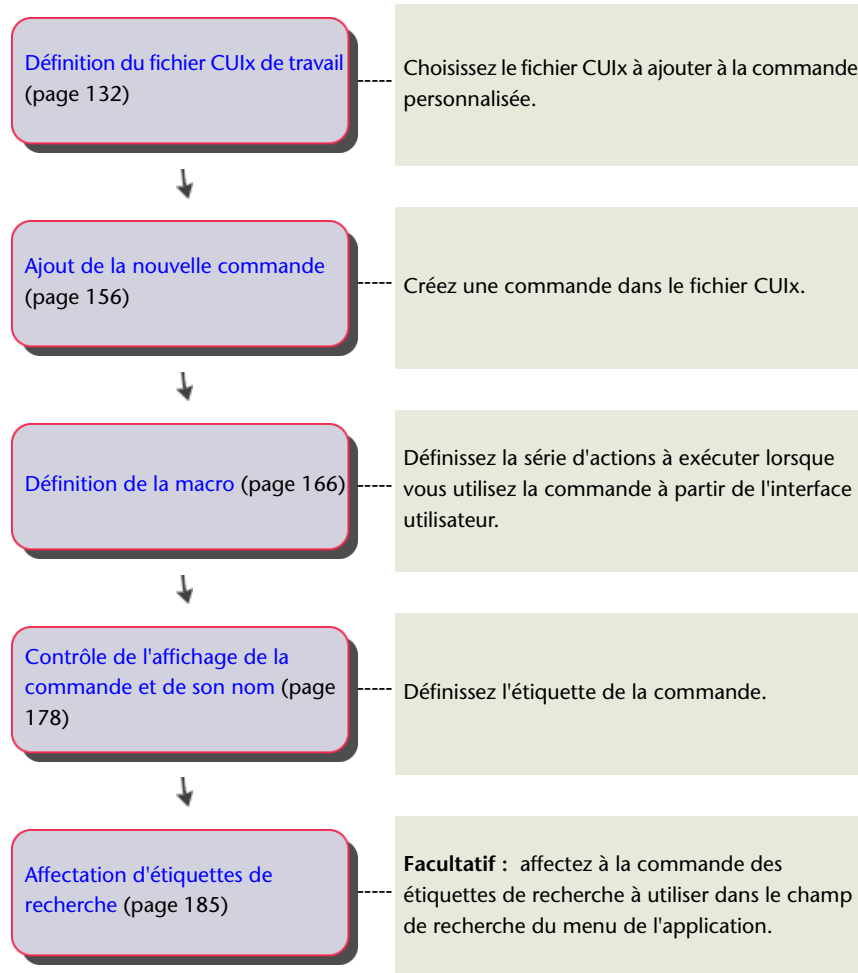 Définition du fichier CUIx de travail
(page 132)
Choisissez le fichier CUIx à ajouter à la commande
personnalisée.
Ajout de la nouvelle commande
(page 156)
Créez une commande dans le fichier CUIx.
Définition de la macro (page 166)
Définissez la série d'actions à exécuter lorsque
vous utilisez la commande à partir de l'interface
utilisateur.
Contrôle de l'affichage de la
commande et de son nom (page
178)
Définissez l'étiquette de la commande.
Affectation d'étiquettes de
recherche (page 185)
Facultatif : affectez à la commande des
étiquettes de recherche à utiliser dans le champ
de recherche du menu de l'application.